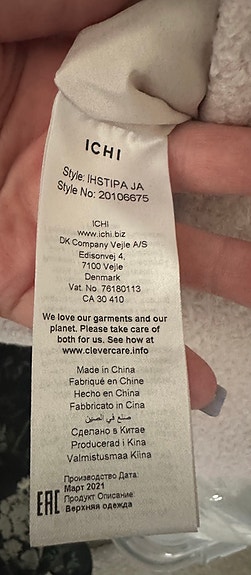 ICHI
Style: IHSTIPA JA
Style No: 20106675
ICHI
www.ichi.biz
DK Company Vejle A/S
Edisonvej 4,
7100 Vejle
Denmark
Vat. No 76180113
CA 30 410
We love our garments and our
planet. Please take care of
both for us. See how at
www.clevercare.info
Made in China
Fabriqué en Chine
Hecho en China
Fabbricato in Cina
صنع في الصين
Сделано в Китае
Producerad i Kina
Valmistusmaa Kiina
Производство Дата:
Март 2021
EAC Продукт Описание
Верхняя одежда